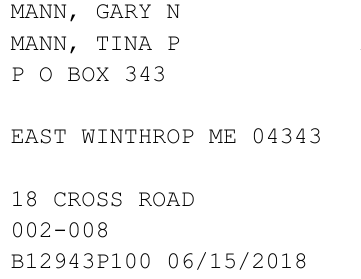 MANN, GARY N
MANN, TINA P
P O BOX 343
EAST WINTHROP ME 04343
18 CROSS ROAD
002-008
B12943P100 06/15/2018